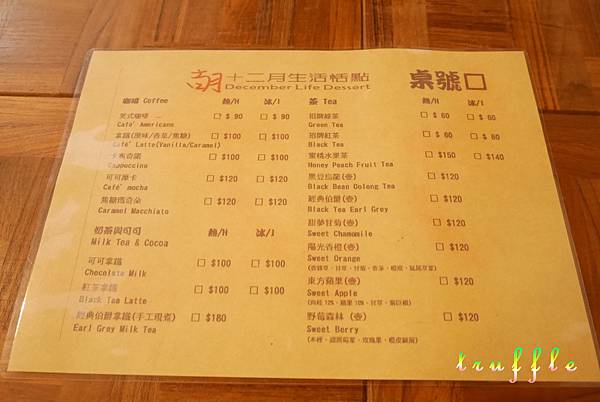 十二月生活恬點
December Life Dessert
桌號□
咖啡 Coffee 熱/H 冰/I
美式咖啡 □ $ 90 □ $ 90
Café Americano
拿鐵(原味/香草/焦糖) □ $100 □ $100
Café Latte(Vanilla/Caramel)
卡布奇諾 □ $100 □ $100
Cappuccino
可可摩卡 □ $120 □ $120
Café mocha
焦糖瑪奇朵 □ $120 □ $120
Caramel Macchiato
奶茶與可可 熱/H 冰/I
Milk Tea & Cocoa
可可拿鐵 □ $100 □ $100
Chocolate Milk
紅茶拿鐵 □ $100 □ $100
Black Tea Latte
經典伯爵拿鐵(手工現煮) □ $180
Earl Grey Milk Tea
茶 Tea 熱/H 冰/I
招牌綠茶 □ $ 60 □ $ 60
Green Tea
招牌紅茶 □ $ 60 □ $ 60
Black Tea
蜜桃水果茶 □ $150 □ $140
Honey Peach Fruit Tea
黑豆烏龍(壺) □ $120
Black Bean Oolong Tea
經典伯爵(壺) □ $120
Black Tea Earl Grey
甜夢甘菊(壺) □ $120
Sweet Chamomile
陽光香橙(壺) □ $120
Sweet Orange
東方蘋果(壺) □ $120
Sweet Apple
野莓森林 (壺) □ $120
Sweet Berry
truffle